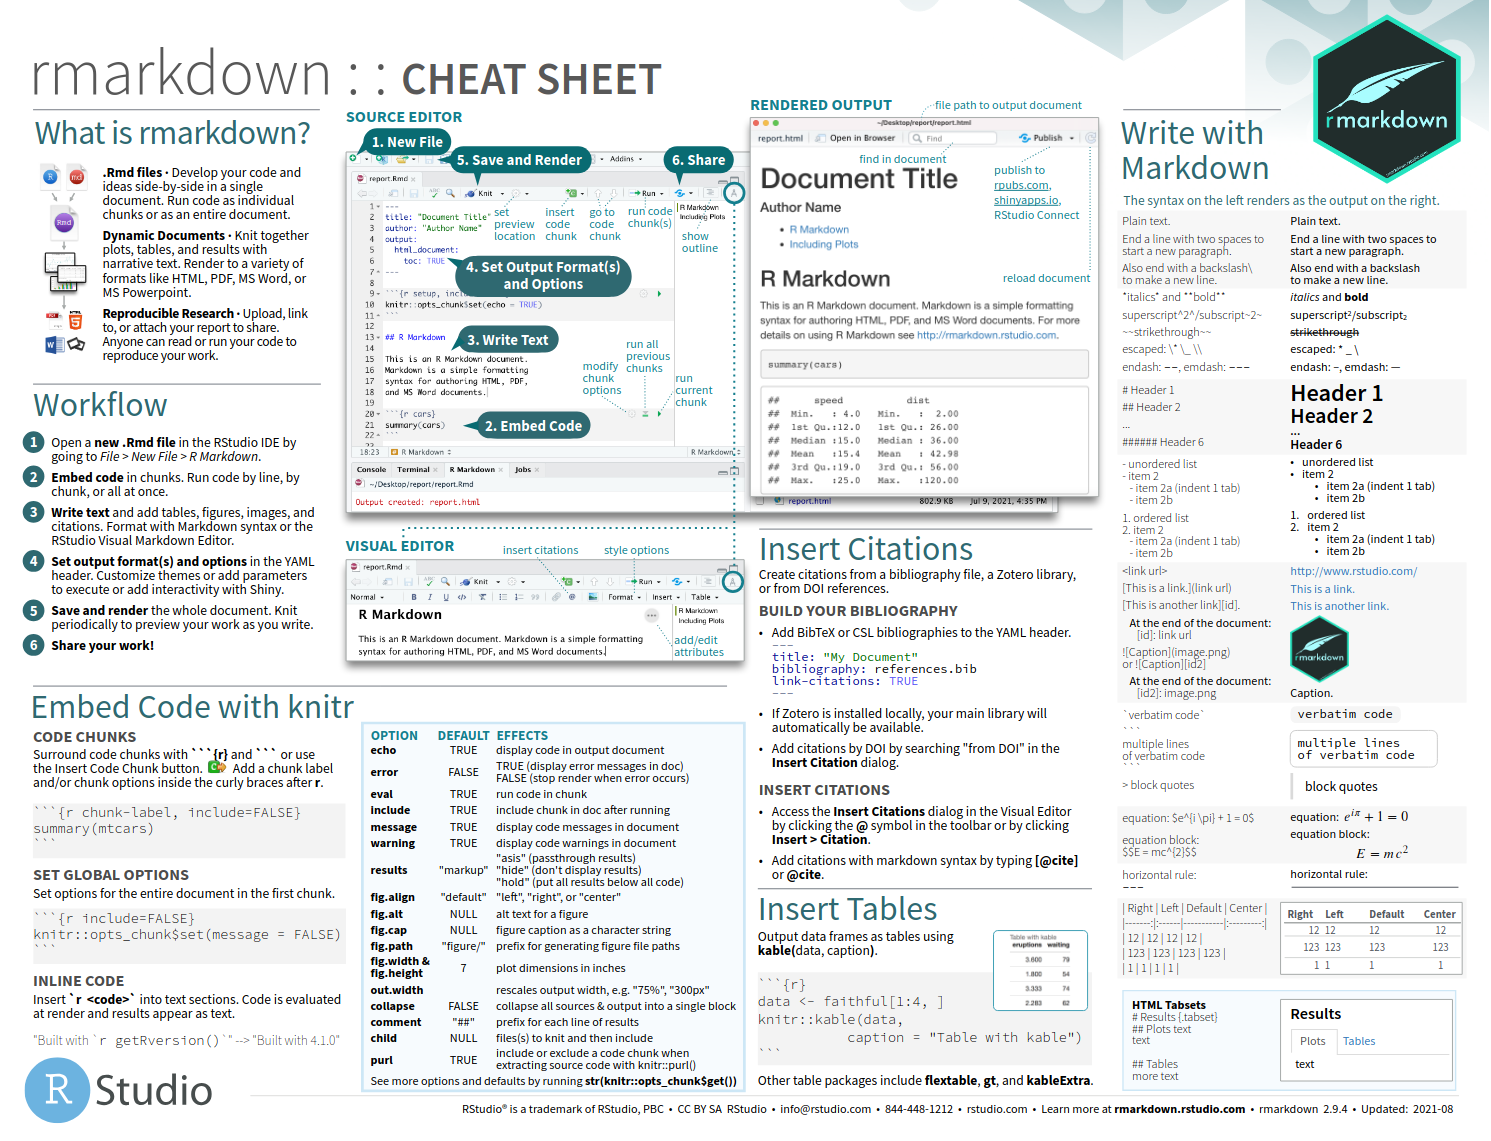 rmarkdown : : CHEAT SHEET
What is rmarkdown?
.Rmd files · Develop your code and
ideas side-by-side in a single
document. Run code as individual
chunks or as an entire document.
Dynamic Documents · Knit together
plots, tables, and results with
narrative text. Render to a variety of
formats like HTML, PDF, MS Word, or
MS Powerpoint.
Reproducible Research · Upload, link
to, or attach your report to share.
Anyone can read or run your code to
reproduce your work.
Workflow
1 Open a new .Rmd file in the RStudio IDE by
going to File > New File > R Markdown.
2 Embed code in chunks. Run code by line, by
chunk, or all at once.
3 Write text and add tables, figures, images, and
citations. Format with Markdown syntax or the
RStudio Visual Markdown Editor.
4 Set output format(s) and options in the YAML
header. Customize themes or add parameters
to execute or add interactivity with Shiny.
5 Save and render the whole document. Knit
periodically to preview your work as you write.
6 Share your work!
SOURCE EDITOR
1. New File
5. Save and Render
6. Share
Addins
report.Rmd
Knit
Run
1 ---
2 title: "Document Title"
3 author: "Author Name"
4 output:
5 html_document:
6 toc: TRUE
7 ---
8
9 ```{r setup, incl
10 knitr::opts_chunk$set(echo = TRUE)
11 ```
12
13 ## R Markdown
14
15 This is an R Markdown document.
16 Markdown is a simple formatting
17 syntax for authoring HTML, PDF,
18 and MS Word documents.
19
20 ```{r cars}
21 summary(cars)
22 ```
set
preview
location
insert
code
chunk
go to
code
chunk
run code
chunk(s)
R Markdown
Including Plots
show
outline
4. Set Output Format(s)
and Options
3. Write Text
modify
chunk
options
run all
previous
chunks
run
current
chunk
2. Embed Code
18:23 R Markdown
R Markdown
Console Terminal R Markdown Jobs
~/Desktop/report/report.Rmd
Output created: report.html
report.html 802.9 KB Jul 9, 2021, 4:35 PM
RENDERED OUTPUT
file path to output document
~/Desktop/report/report.html
report.html Open in Browser Find Publish
find in document
publish to
rpubs.com,
shinyapps.io,
RStudio Connect
reload document
Document Title
Author Name
• R Markdown
• Including Plots
R Markdown
This is an R Markdown document. Markdown is a simple formatting
syntax for authoring HTML, PDF, and MS Word documents. For more
details on using R Markdown see http://rmarkdown.rstudio.com.
summary(cars)
## speed dist
## Min. : 4.0 Min. : 2.00
## 1st Qu.:12.0 1st Qu.: 26.00
## Median :15.0 Median : 36.00
## Mean :15.4 Mean : 42.98
## 3rd Qu.:19.0 3rd Qu.: 56.00
## Max. :25.0 Max. :120.00
VISUAL EDITOR
insert citations
style options
report.Rmd
Knit
Run
Normal B I U Format Insert Table
R Markdown
This is an R Markdown document. Markdown is a simple formatting
syntax for authoring HTML, PDF, and MS Word documents.
R Markdown
Including Plots
add/edit
attributes
Embed Code with knitr
CODE CHUNKS
Surround code chunks with ```{r} and ``` or use
the Insert Code Chunk button. Add a chunk label
and/or chunk options inside the curly braces after r.
```{r chunk-label, include=FALSE}
summary(mtcars)
```
SET GLOBAL OPTIONS
Set options for the entire document in the first chunk.
```{r include=FALSE}
knitr::opts_chunk$set(message = FALSE)
```
INLINE CODE
Insert `r <code>` into text sections. Code is evaluated
at render and results appear as text.
"Built with `r getRversion()`" --> "Built with 4.1.0"
OPTION DEFAULT EFFECTS
echo TRUE display code in output document
error FALSE TRUE (display error messages in doc)
FALSE (stop render when error occurs)
eval TRUE run code in chunk
include TRUE include chunk in doc after running
message TRUE display code messages in document
warning TRUE display code warnings in document
results "markup" "asis" (passthrough results)
"hide" (don't display results)
"hold" (put all results below all code)
fig.align "default" "left", "right", or "center"
fig.alt NULL alt text for a figure
fig.cap NULL figure caption as a character string
fig.path "figure/" prefix for generating figure file paths
fig.width &
fig.height 7 plot dimensions in inches
out.width rescales output width, e.g. "75%", "300px"
collapse FALSE collapse all sources & output into a single block
comment "##" prefix for each line of results
child NULL files(s) to knit and then include
purl TRUE include or exclude a code chunk when
extracting source code with knitr::purl()
See more options and defaults by running str(knitr::opts_chunk$get())
Insert Citations
Create citations from a bibliography file, a Zotero library,
or from DOI references.
BUILD YOUR BIBLIOGRAPHY
• Add BibTeX or CSL bibliographies to the YAML header.
---
title: "My Document"
bibliography: references.bib
link-citations: TRUE
---
• If Zotero is installed locally, your main library will
automatically be available.
• Add citations by DOI by searching "from DOI" in the
Insert Citation dialog.
INSERT CITATIONS
• Access the Insert Citations dialog in the Visual Editor
by clicking the @ symbol in the toolbar or by clicking
Insert > Citation.
• Add citations with markdown syntax by typing [@cite]
or @cite.
Insert Tables
Output data frames as tables using
kable(data, caption).
Table with kable
eruptions waiting
3.600 79
1.800 54
3.333 74
2.283 62
```{r}
data <- faithful[1:4, ]
knitr::kable(data,
caption = "Table with kable")
```
Other table packages include flextable, gt, and kableExtra.
rmarkdown
Write with
Markdown
The syntax on the left renders as the output on the right.
Plain text. Plain text.
End a line with two spaces to End a line with two spaces to
start a new paragraph. start a new paragraph.
Also end with a backslash\ Also end with a backslash
to make a new line. to make a new line.
*italics* and **bold** italics and bold
superscript^2^/subscript~2~ superscript²/subscript₂
~~strikethrough~~ strikethrough
escaped: \* \_ \\ escaped: * _ \
endash: --, emdash: --- endash: –, emdash: —
# Header 1 Header 1
## Header 2 Header 2
... ...
###### Header 6 Header 6
- unordered list • unordered list
- item 2 • item 2
- item 2a (indent 1 tab) • item 2a (indent 1 tab)
- item 2b • item 2b
1. ordered list 1. ordered list
2. item 2 2. item 2
- item 2a (indent 1 tab) • item 2a (indent 1 tab)
- item 2b • item 2b
<link url> http://www.rstudio.com/
[This is a link.](link url) This is a link.
[This is another link][id]. This is another link.
At the end of the document:
[id]: link url
![Caption](image.png)
or ![Caption][id2]
rmarkdown
At the end of the document:
[id2]: image.png Caption.
`verbatim code` verbatim code
```
multiple lines multiple lines
of verbatim code of verbatim code
```
> block quotes block quotes
equation: $e^{i \pi} + 1 = 0$ equation: e^{iπ} + 1 = 0
equation block: equation block:
$$E = mc^{2}$$ E = mc²
horizontal rule: horizontal rule:
---
| Right | Left | Default | Center |
|-------:|:------|-----------|:---------:|
| 12 | 12 | 12 | 12 |
| 123 | 123 | 123 | 123 |
| 1 | 1 | 1 | 1 |
Right Left Default Center
12 12 12 12
123 123 123 123
1 1 1 1
HTML Tabsets
# Results {.tabset}
## Plots text
text
## Tables
more text
Results
Plots Tables
text
R Studio
RStudio® is a trademark of RStudio, PBC • CC BY SA RStudio • info@rstudio.com • 844-448-1212 • rstudio.com • Learn more at rmarkdown.rstudio.com • rmarkdown 2.9.4 • Updated: 2021-08